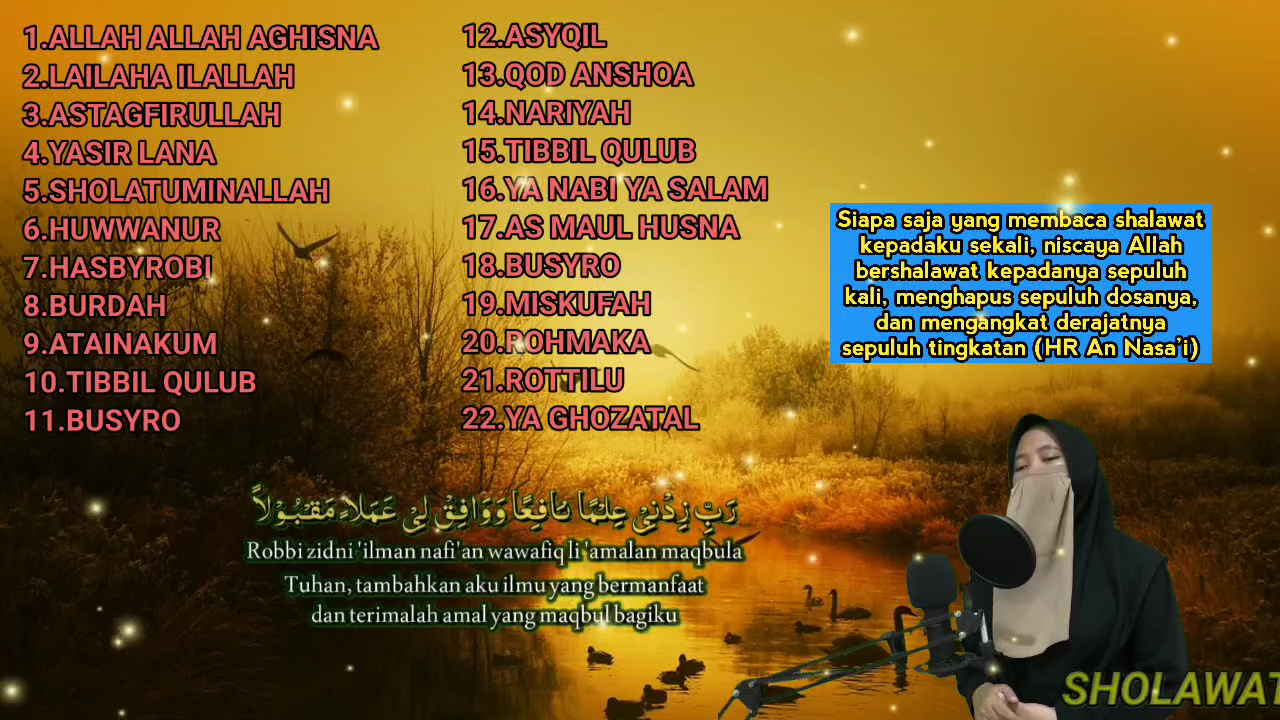 1.ALLAH ALLAH AGHISNA
2.LAILAHA ILALLAH
3.ASTAGFIRULLAH
4.YASIR LANA
5.SHOLATUMINALLAH
6.HUWWANUR
7.HASBYROBI
8.BURDAH
9.ATAINAKUM
10.TIBBIL QULUB
11.BUSYRO
12.ASYQIL
13.QOD ANSHOA
14.NARIYAH
15.TIBBIL QULUB
16.YA NABI YA SALAM
17.AS MAUL HUSNA
18.BUSYRO
19.MISKUFAH
20.ROHMAKA
21.ROTTILU
22.YA GHOZATAL
Siapa saja yang membaca shalawat
kepadaku sekali, niscaya Allah
bershalawat kepadanya sepuluh
kali, menghapus sepuluh dosanya,
dan mengangkat derajatnya
sepuluh tingkatan (HR An Nasa'i)
رَبِّ زِدْنِيْ عِلْمًا نَافِعًا وَوَافِقْ لِيْ عَمَلاً مَقْبُوْلاً
Robbi zidni 'ilman nafi'an wawafiq li 'amalan maqbula
Tuhan, tambahkan aku ilmu yang bermanfaat
dan terimalah amal yang maqbul bagiku
SHOLAWAT